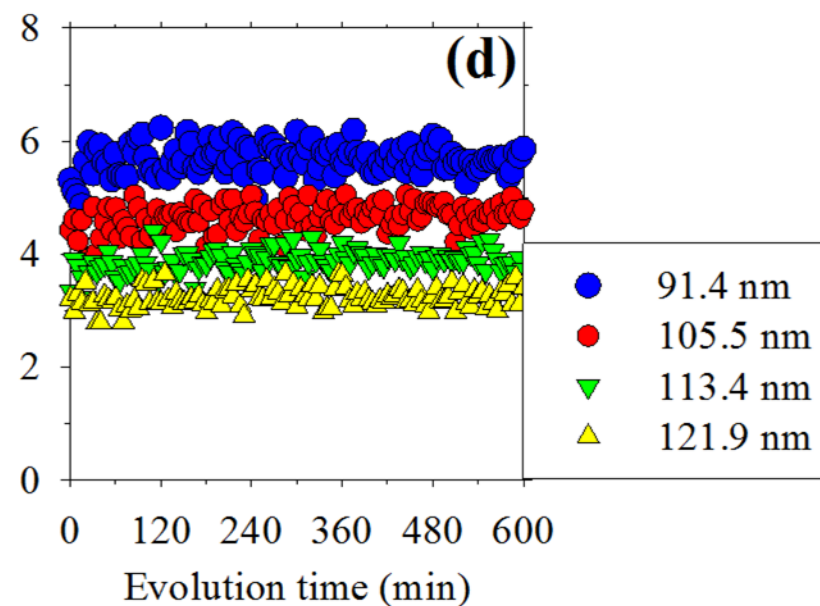 8
(d)
6
4
2
0
0 120 240 360 480 600
Evolution time (min)
91.4 nm
105.5 nm
113.4 nm
121.9 nm